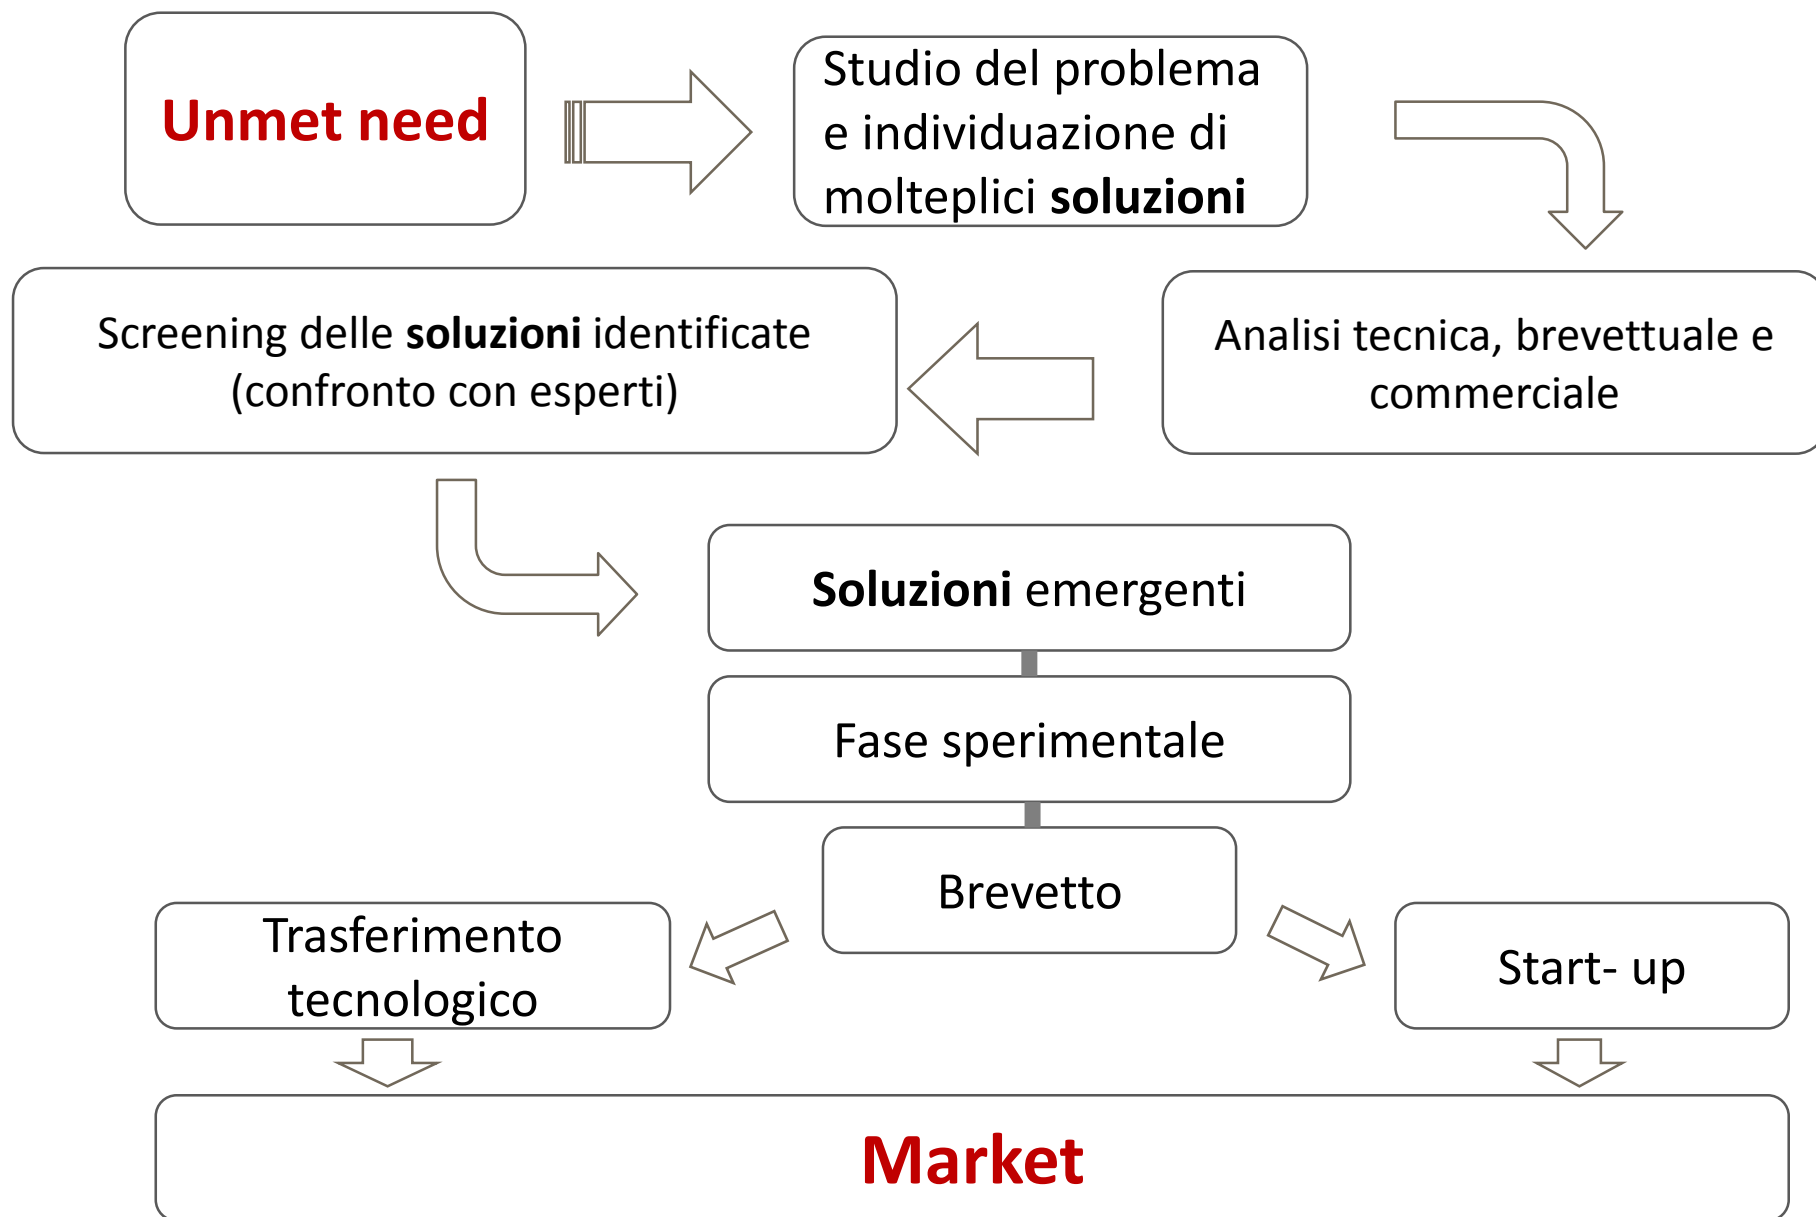 Unmet need
Studio del problema
e individuazione di
molteplici soluzioni
Analisi tecnica, brevettuale e
commerciale
Screening delle soluzioni identificate
(confronto con esperti)
Soluzioni emergenti
Fase sperimentale
Brevetto
Trasferimento
tecnologico
Start- up
Market